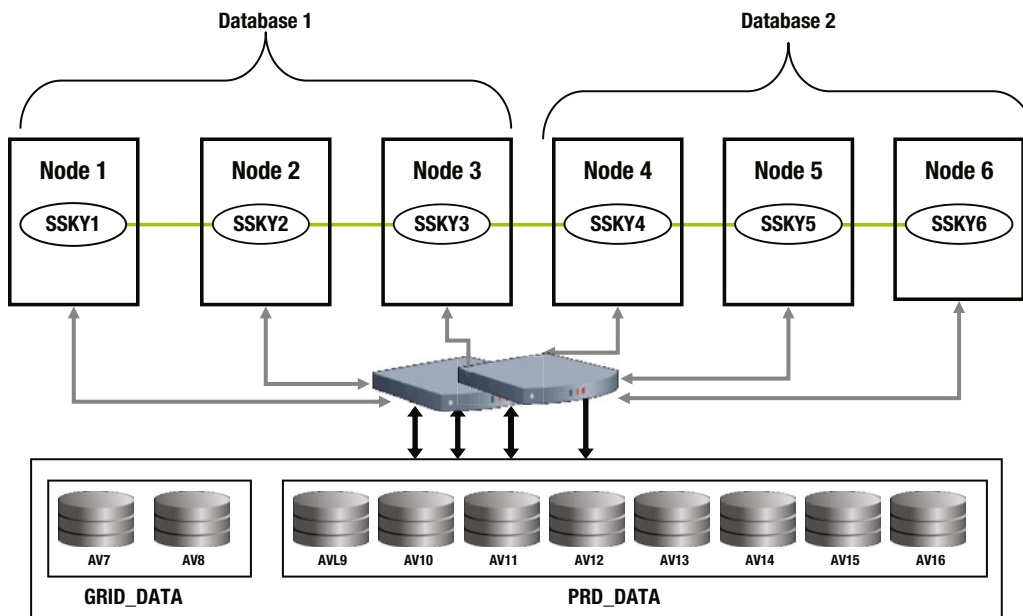 Database 1
Database 2
Node 1
Node 2
Node 3
Node 4
Node 5
Node 6
SSKY1
SSKY2
SSKY3
SSKY4
SSKY5
SSKY6
AV7
AV8
AVL9
AV10
AV11
AV12
AV13
AV14
AV15
AV16
GRID_DATA
PRD_DATA